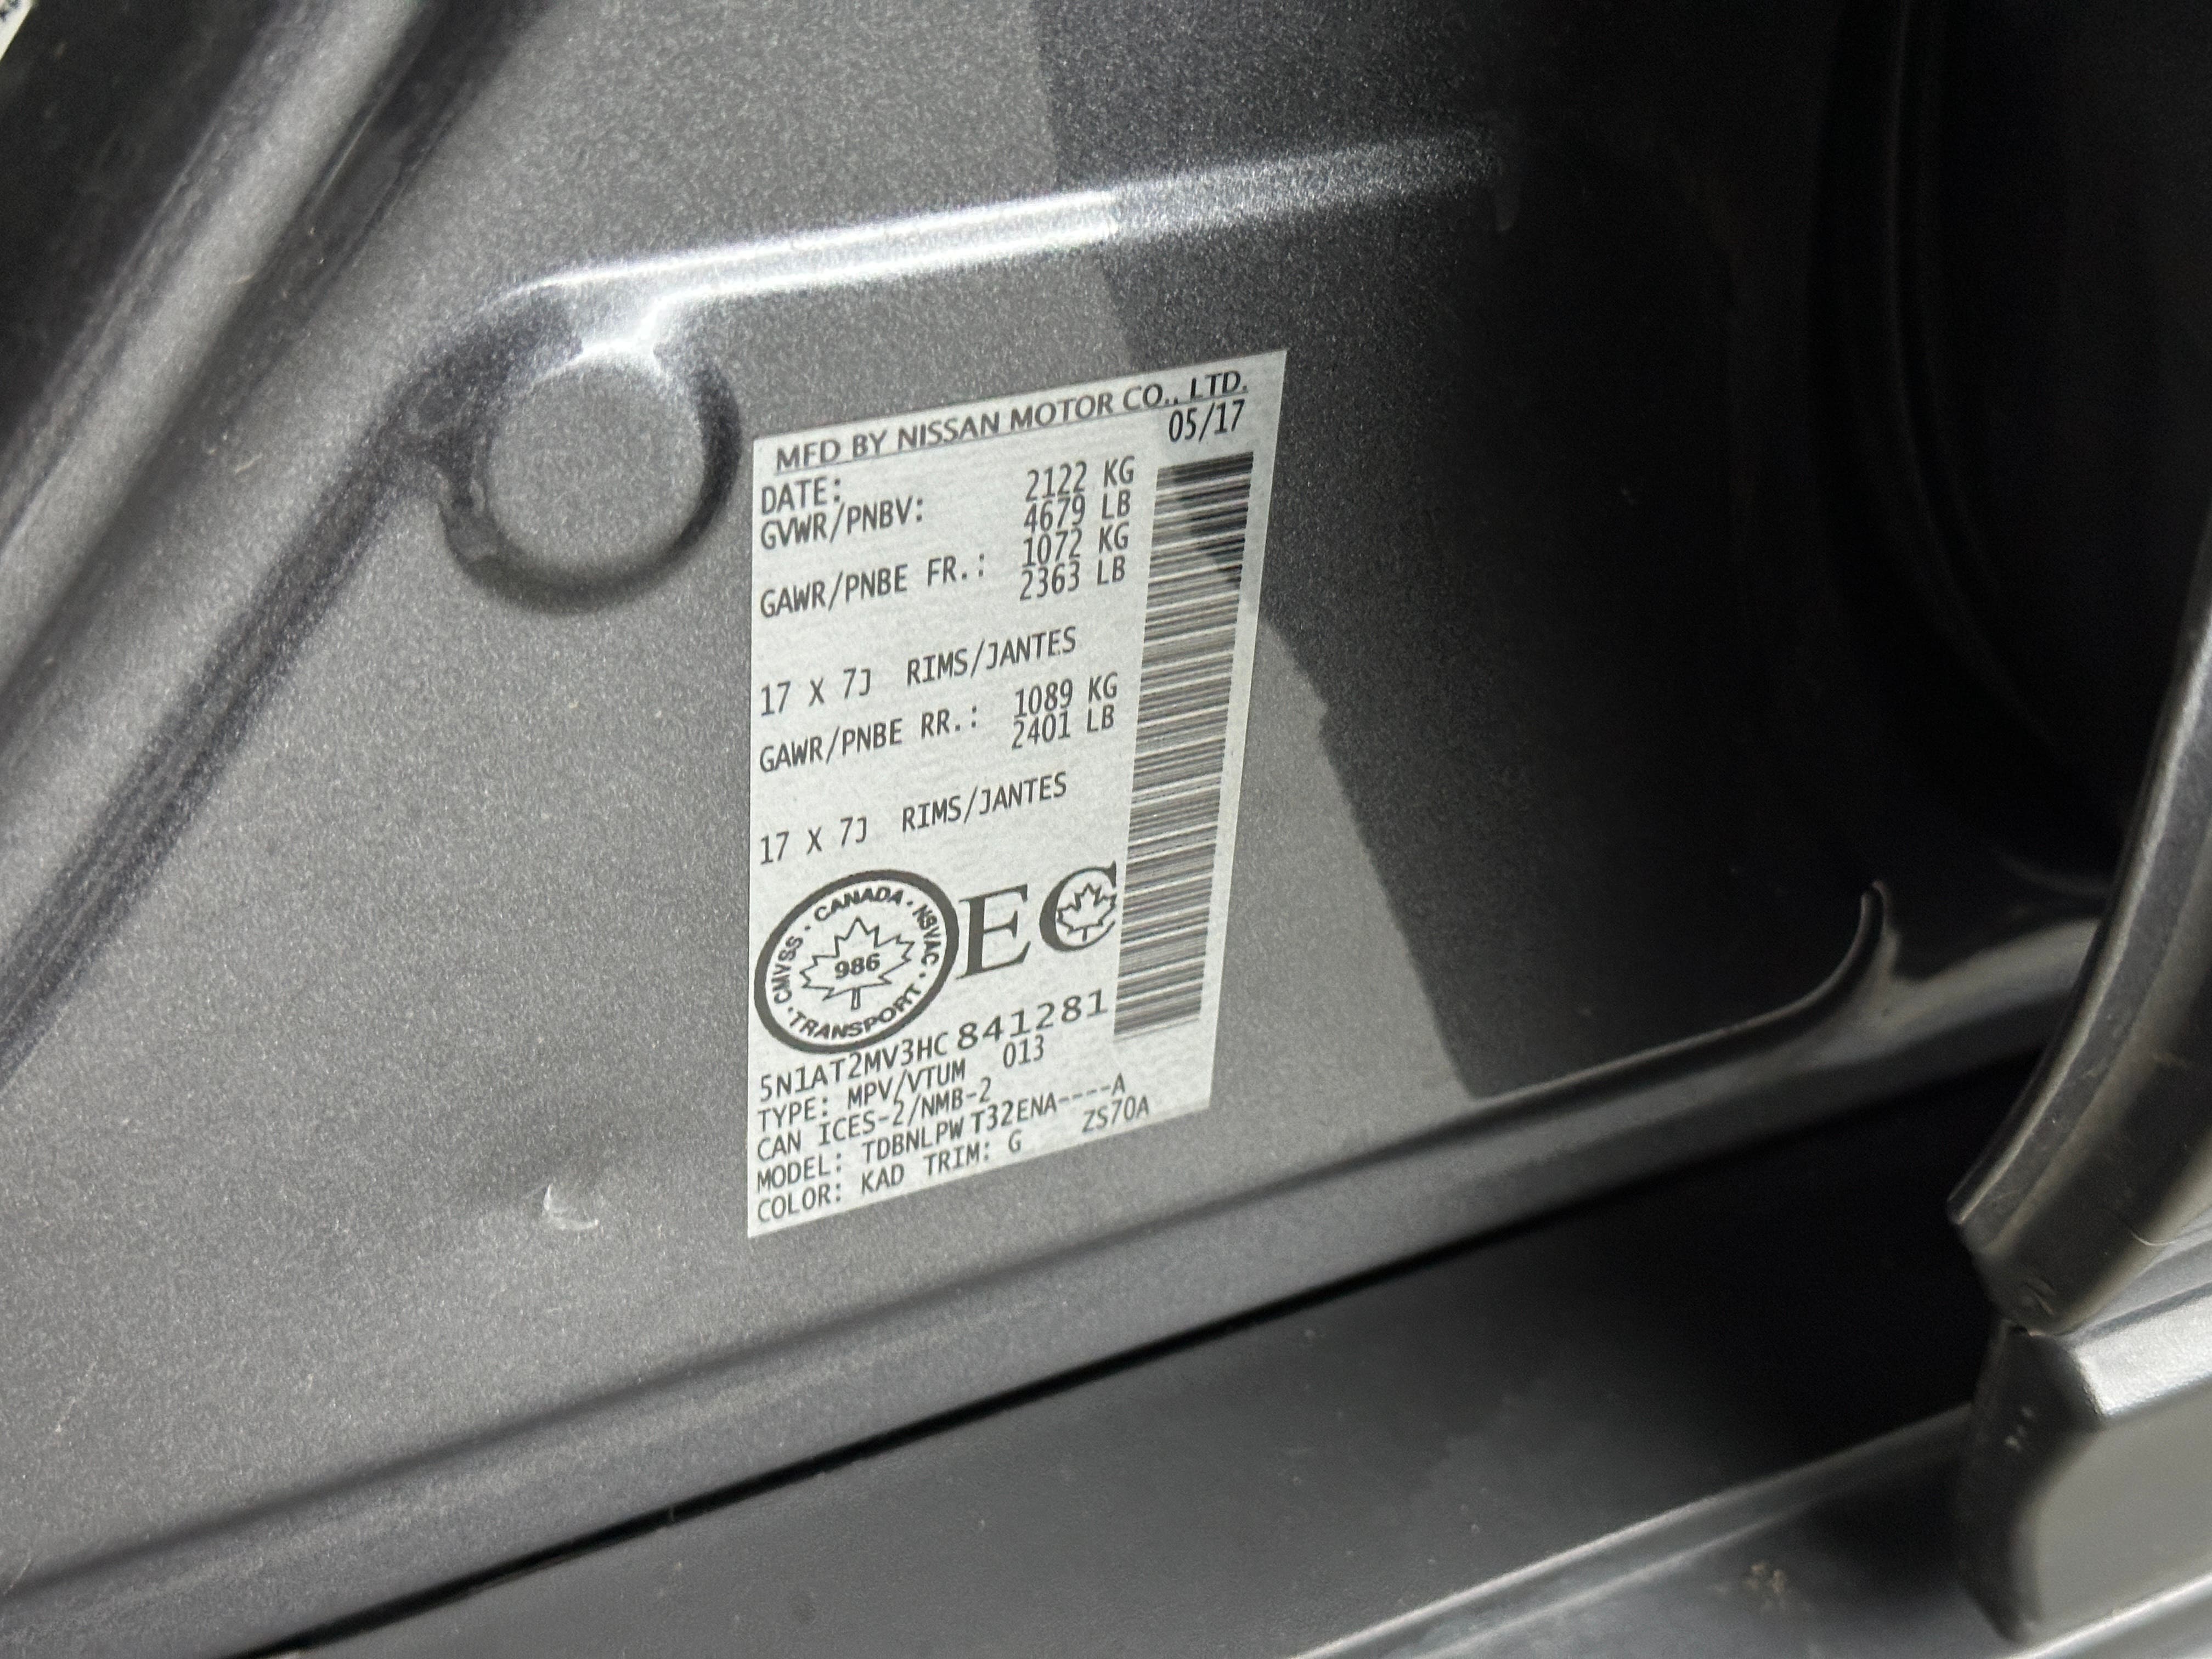 MFD BY NISSAN MOTOR CO., LTD.
DATE: 05/17
GVWR/PNBV: 2122 KG
4679 LB
GAWR/PNBE FR.: 1072 KG
2363 LB
17 X 7J RIMS/JANTES
GAWR/PNBE RR.: 1089 KG
2401 LB
17 X 7J RIMS/JANTES
CMVSS · CANADA · NSVAC · TRANSPORT ·
986
EC
5N1AT2MV3HC841281
TYPE: MPV/VTUM 013
CAN ICES-2/NMB-2
MODEL: TDBNLPWT32ENA----A
COLOR: KAD TRIM: G ZS70A